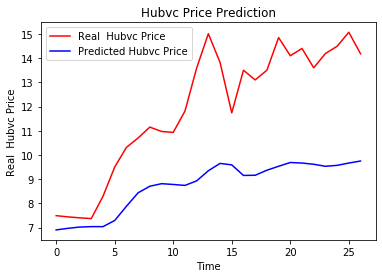 Hubvc Price Prediction
Real  Hubvc Price
Predicted Hubvc Price
Real  Hubvc Price
15
14
13
12
11
10
9
8
7
0 5 10 15 20 25
Time